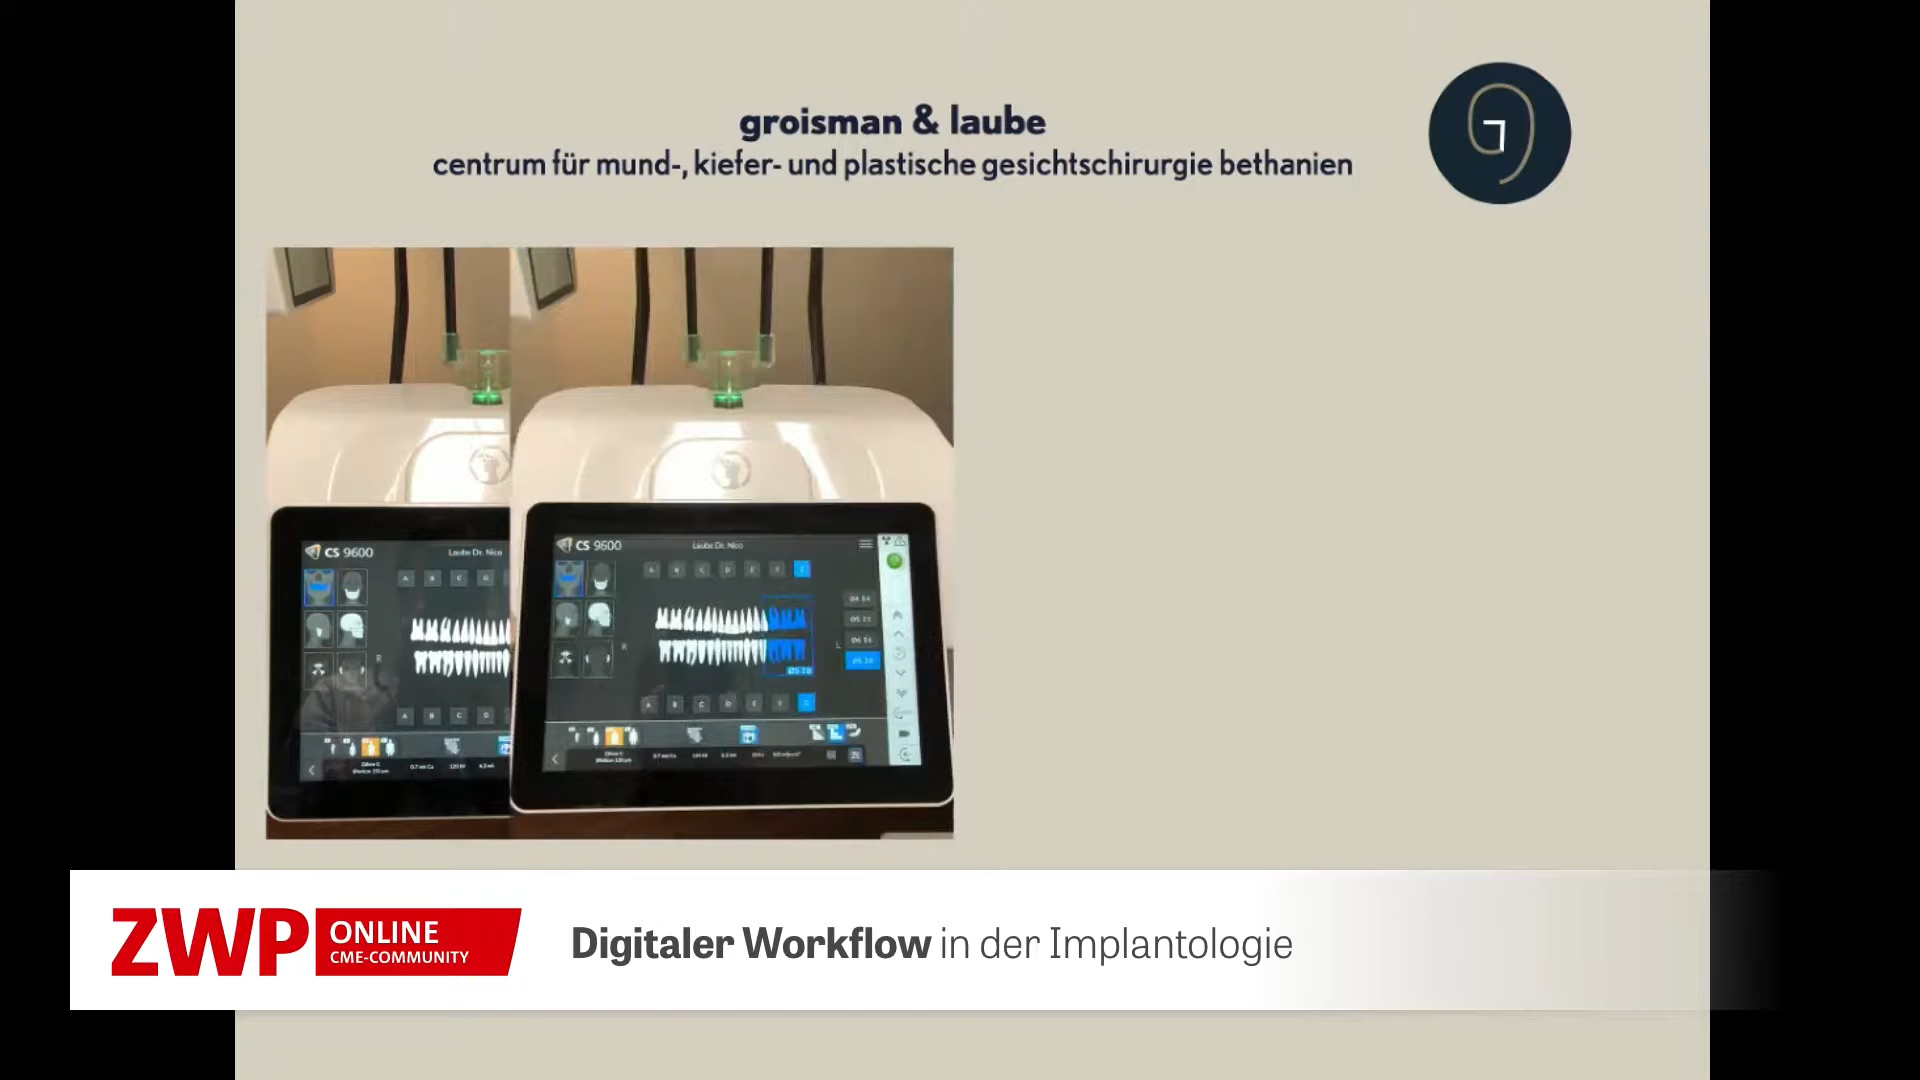 groisman & laube
centrum für mund-, kiefer- und plastische gesichtschirurgie bethanien
CS 9600
Laube Dr. Nico
A B C D
R
A B C D
CS 9600
Laube Dr. Nico
A B C D E F
R
L
A B C D E
ZWP ONLINE
CME-COMMUNITY
Digitaler Workflow in der Implantologie